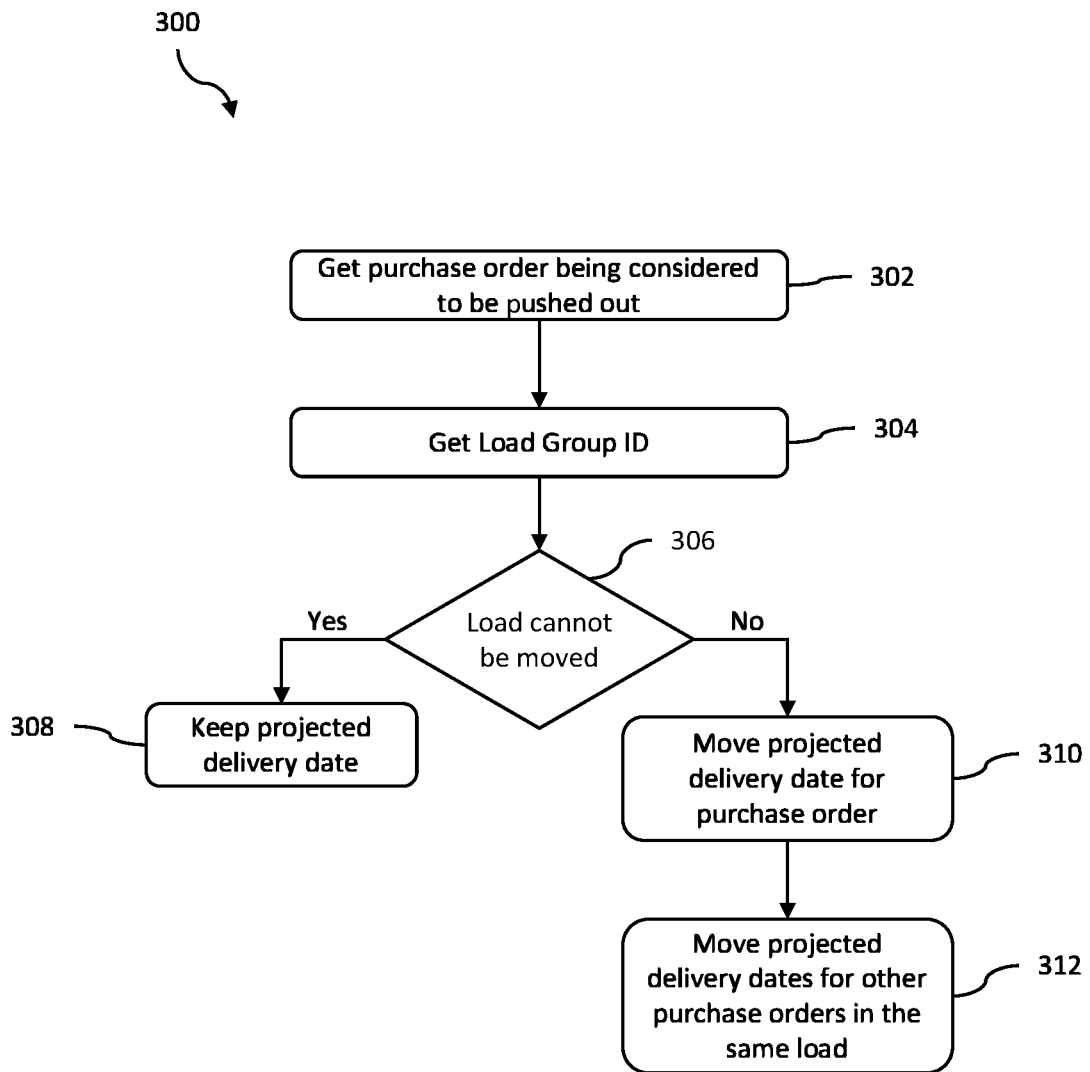 300
Get purchase order being considered
to be pushed out
302
Get Load Group ID
304
306
Load cannot
be moved
Yes
No
308
Keep projected
delivery date
Move projected
delivery date for
purchase order
310
Move projected
delivery dates for other
purchase orders in the
same load
312